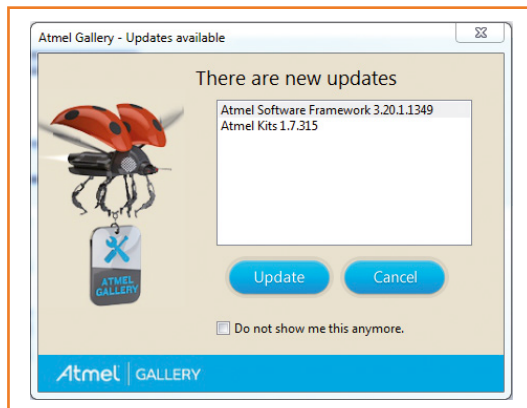 Atmel Gallery - Updates available
There are new updates
Atmel Software Framework 3.20.1.1349
Atmel Kits 1.7.315
ATMEL
GALLERY
Update
Cancel
Do not show me this anymore.
Atmel GALLERY